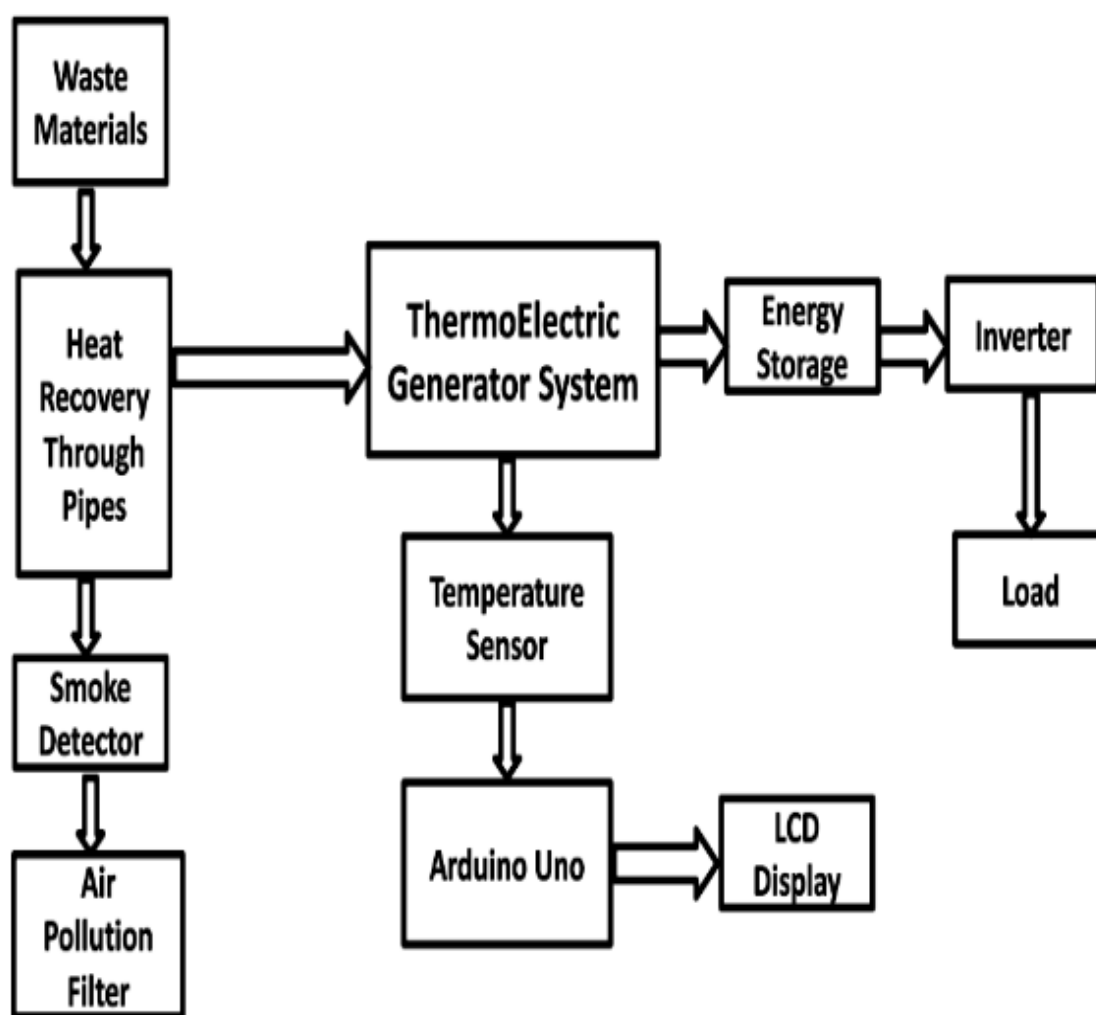 Waste
Materials
Heat
Recovery
Through
Pipes
ThermoElectric
Generator System
Energy
Storage
Inverter
Load
Temperature
Sensor
Smoke
Detector
Arduino Uno
LCD
Display
Air
Pollution
Filter